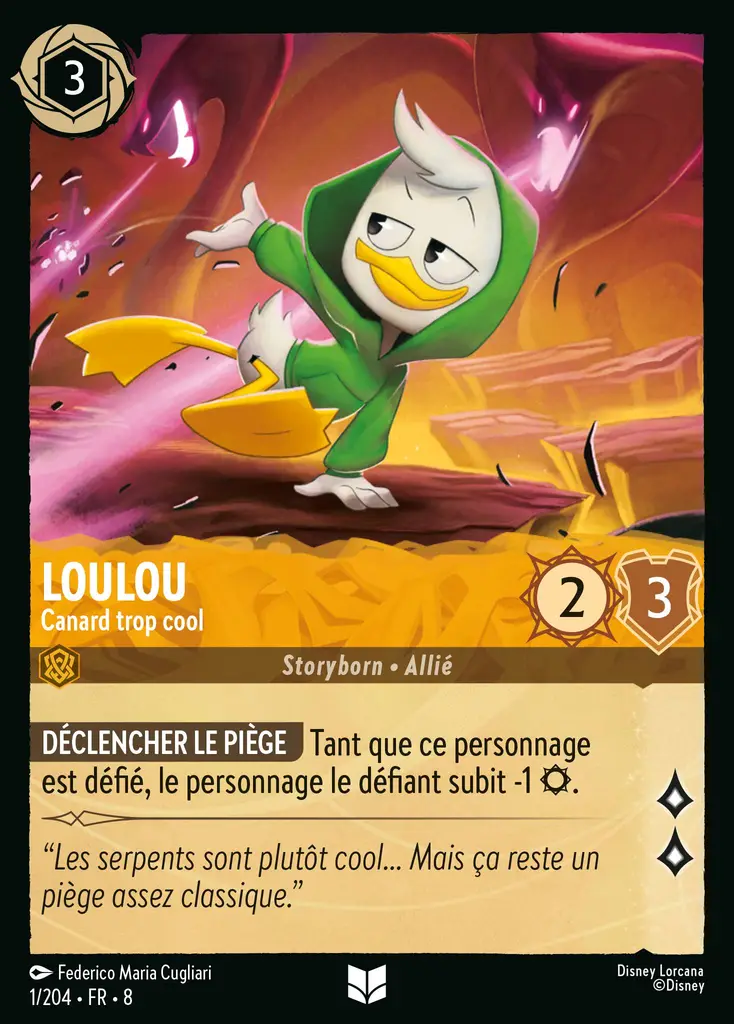 3
LOULOU
Canard trop cool
2
3
Storyborn • Allié
DÉCLENCHER LE PIÈGE Tant que ce personnage
est défié, le personnage le défiant subit -1 .
“Les serpents sont plutôt cool... Mais ça reste un
piège assez classique.”
Federico Maria Cugliari
1/204 • FR • 8
Disney Lorcana
©Disney